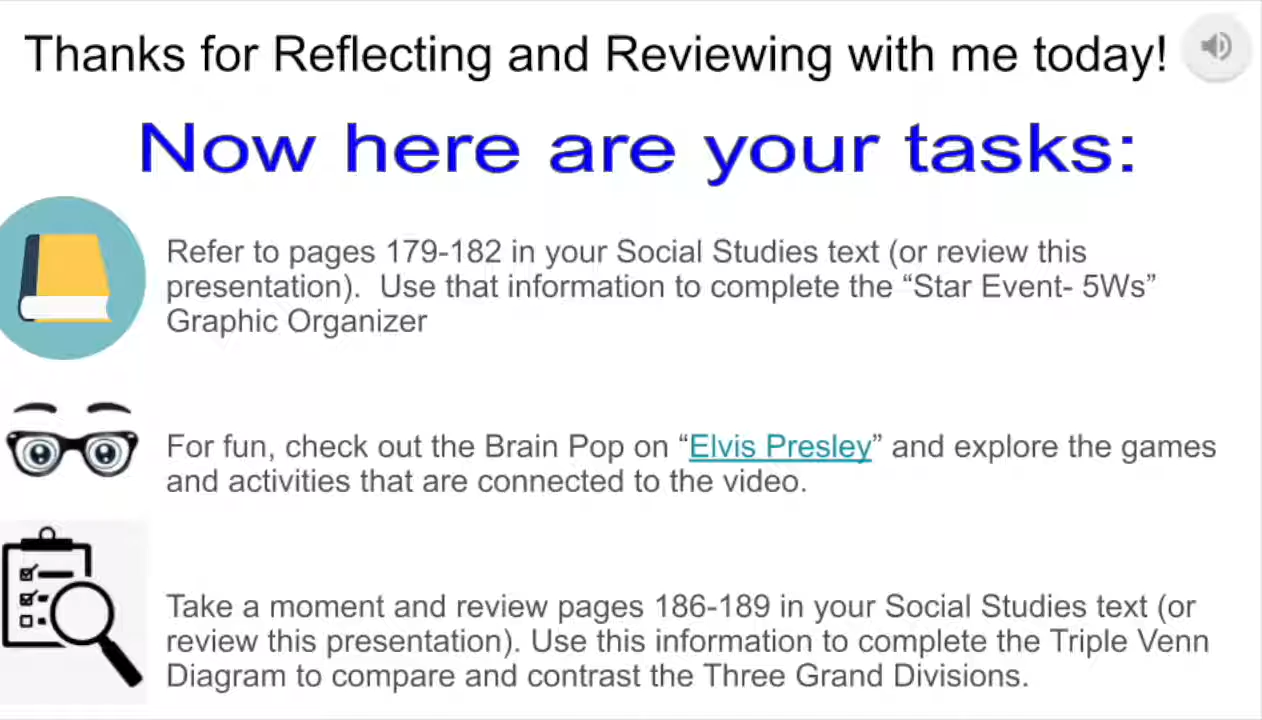 Thanks for Reflecting and Reviewing with me today!
Now here are your tasks:
Refer to pages 179-182 in your Social Studies text (or review this
presentation).  Use that information to complete the “Star Event- 5Ws”
Graphic Organizer
For fun, check out the Brain Pop on “Elvis Presley” and explore the games
and activities that are connected to the video.
Take a moment and review pages 186-189 in your Social Studies text (or
review this presentation). Use this information to complete the Triple Venn
Diagram to compare and contrast the Three Grand Divisions.